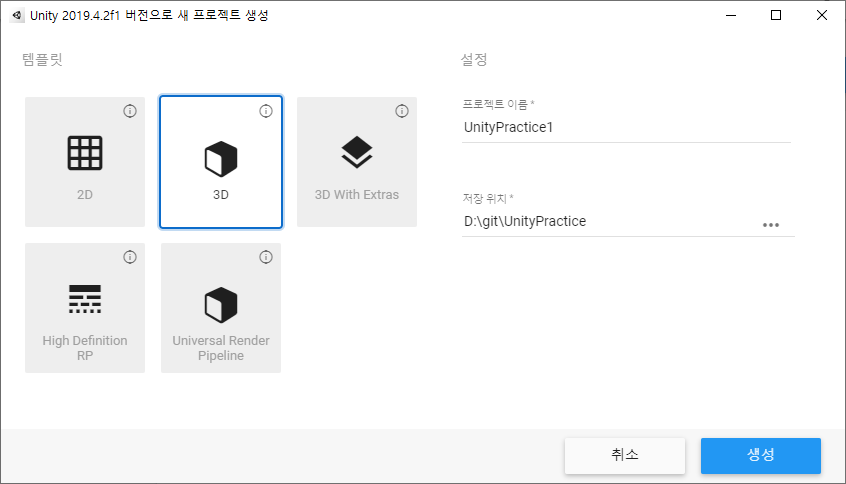 Unity 2019.4.2f1 버전으로 새 프로젝트 생성
템플릿
2D
3D
3D With Extras
High Definition
RP
Universal Render
Pipeline
설정
프로젝트 이름 *
UnityPractice1
저장 위치 *
D:\git\UnityPractice
취소
생성